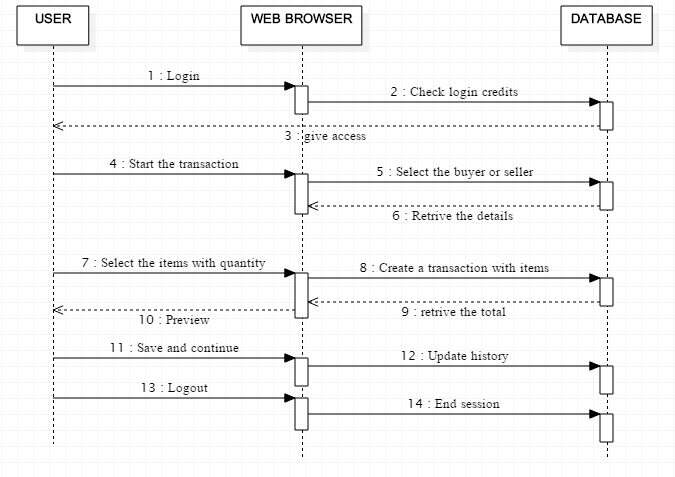 USER
WEB BROWSER
DATABASE
1 : Login
2 : Check login credits
3 : give access
4 : Start the transaction
5 : Select the buyer or seller
6 : Retrive the details
7 : Select the items with quantity
8 : Create a transaction with items
9 : retrive the total
10 : Preview
11 : Save and continue
12 : Update history
13 : Logout
14 : End session